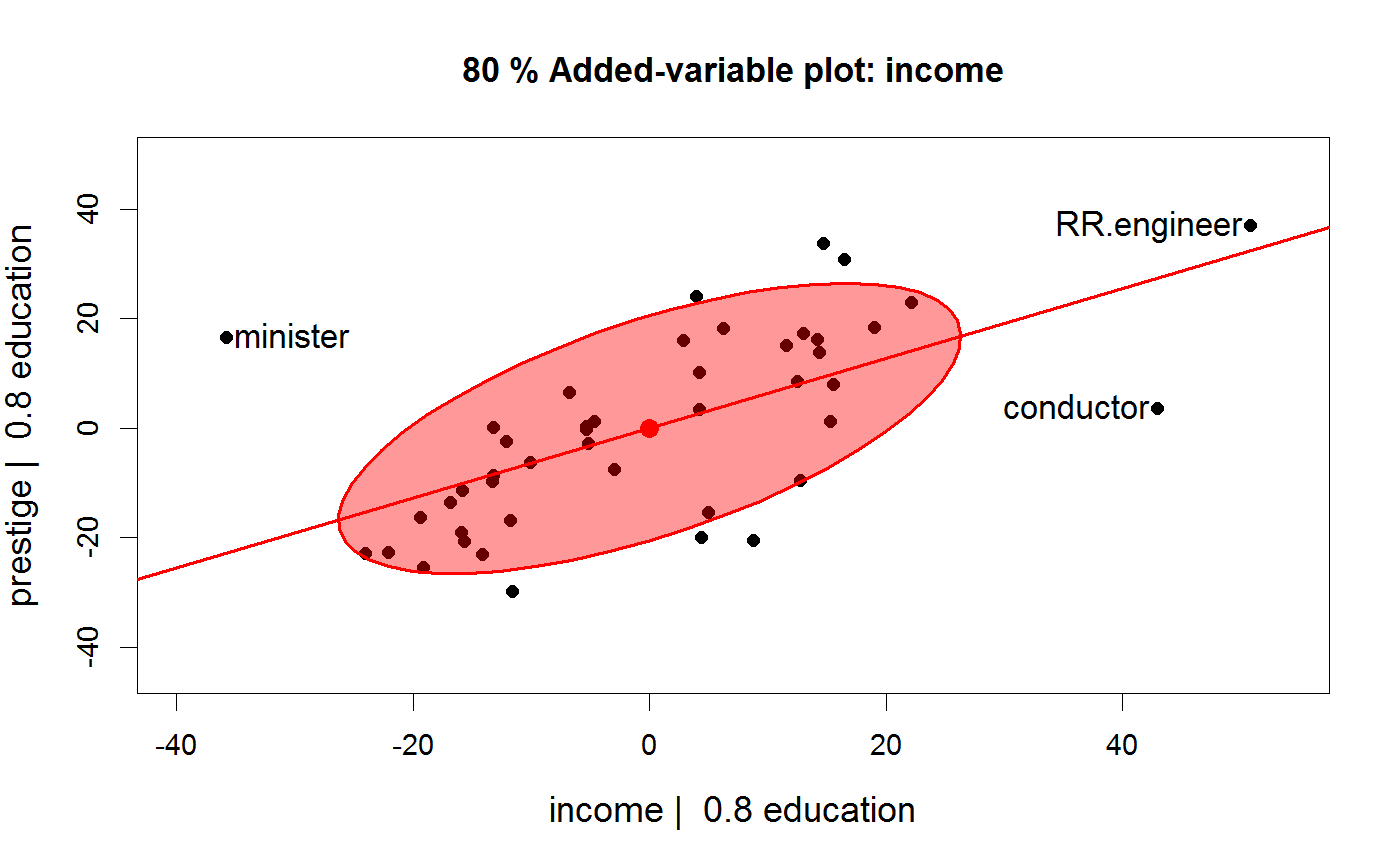 80 % Added-variable plot: income
prestige |  0.8 education
40
20
0
-20
-40
RR.engineer
minister
conductor
-40
-20
0
20
40
income |  0.8 education